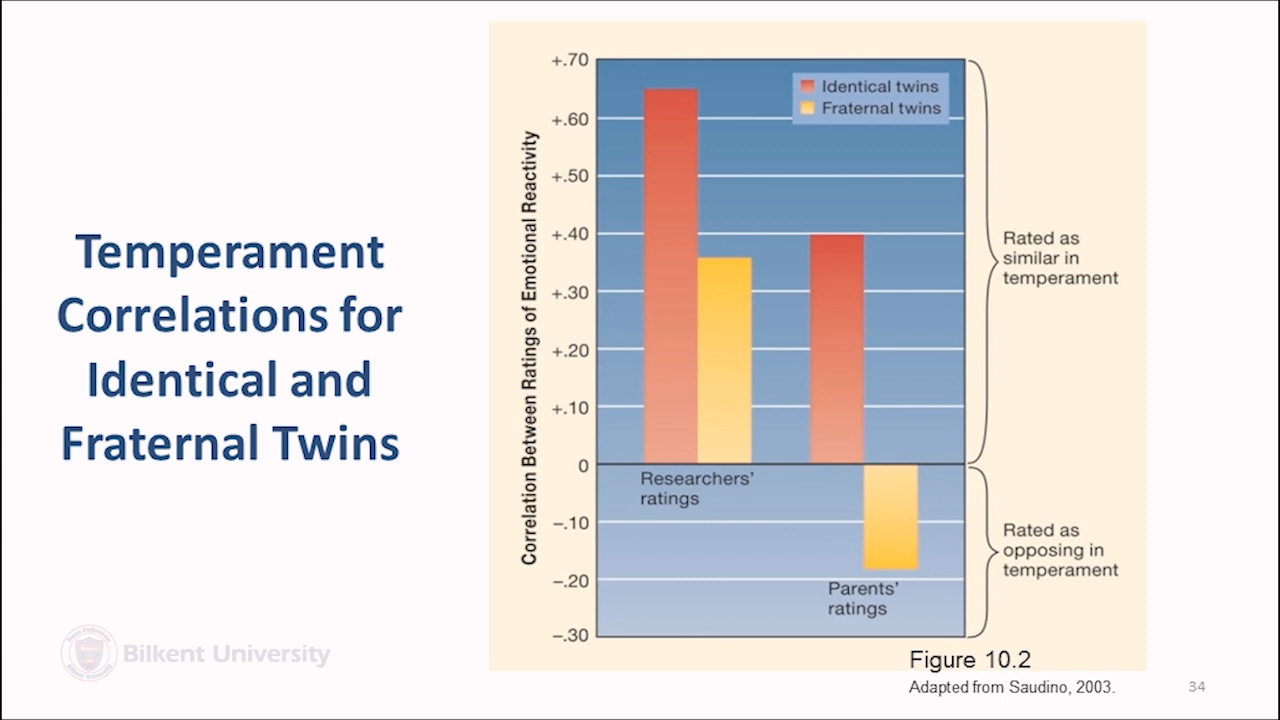 Temperament
Correlations for
Identical and
Fraternal Twins
Bilkent University
Correlation Between Ratings of Emotional Reactivity
+.70
+.60
+.50
+.40
+.30
+.20
+.10
0
–.10
–.20
–.30
Identical twins
Fraternal twins
Researchers’
ratings
Parents’
ratings
Rated as
similar in
temperament
Rated as
opposing in
temperament
Figure 10.2
Adapted from Saudino, 2003.
34